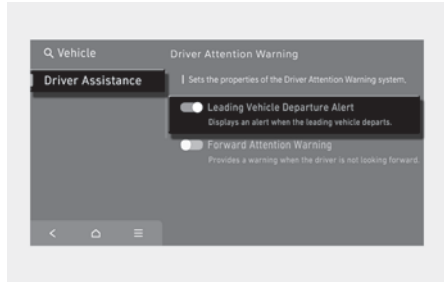 Vehicle
Driver Attention Warning
Driver Assistance
Sets the properties of the Driver Attention Warning system.
Leading Vehicle Departure Alert
Displays an alert when the leading vehicle departs.
Forward Attention Warning
Provides a warning when the driver is not looking forward.